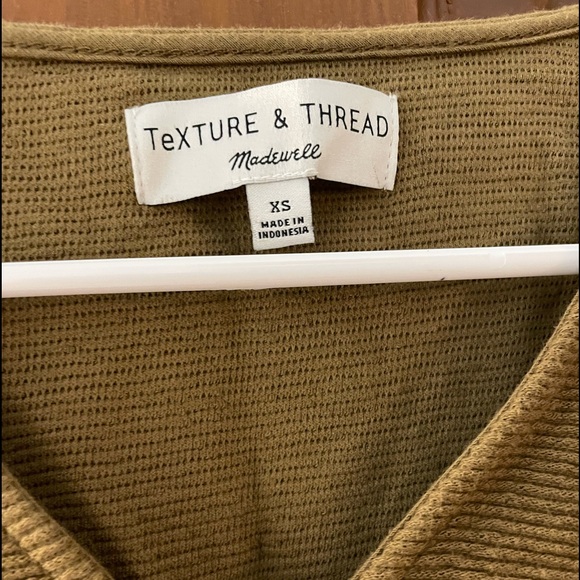 TeXTURE & THREAD
Madewell
XS
MADE IN
INDONESIA